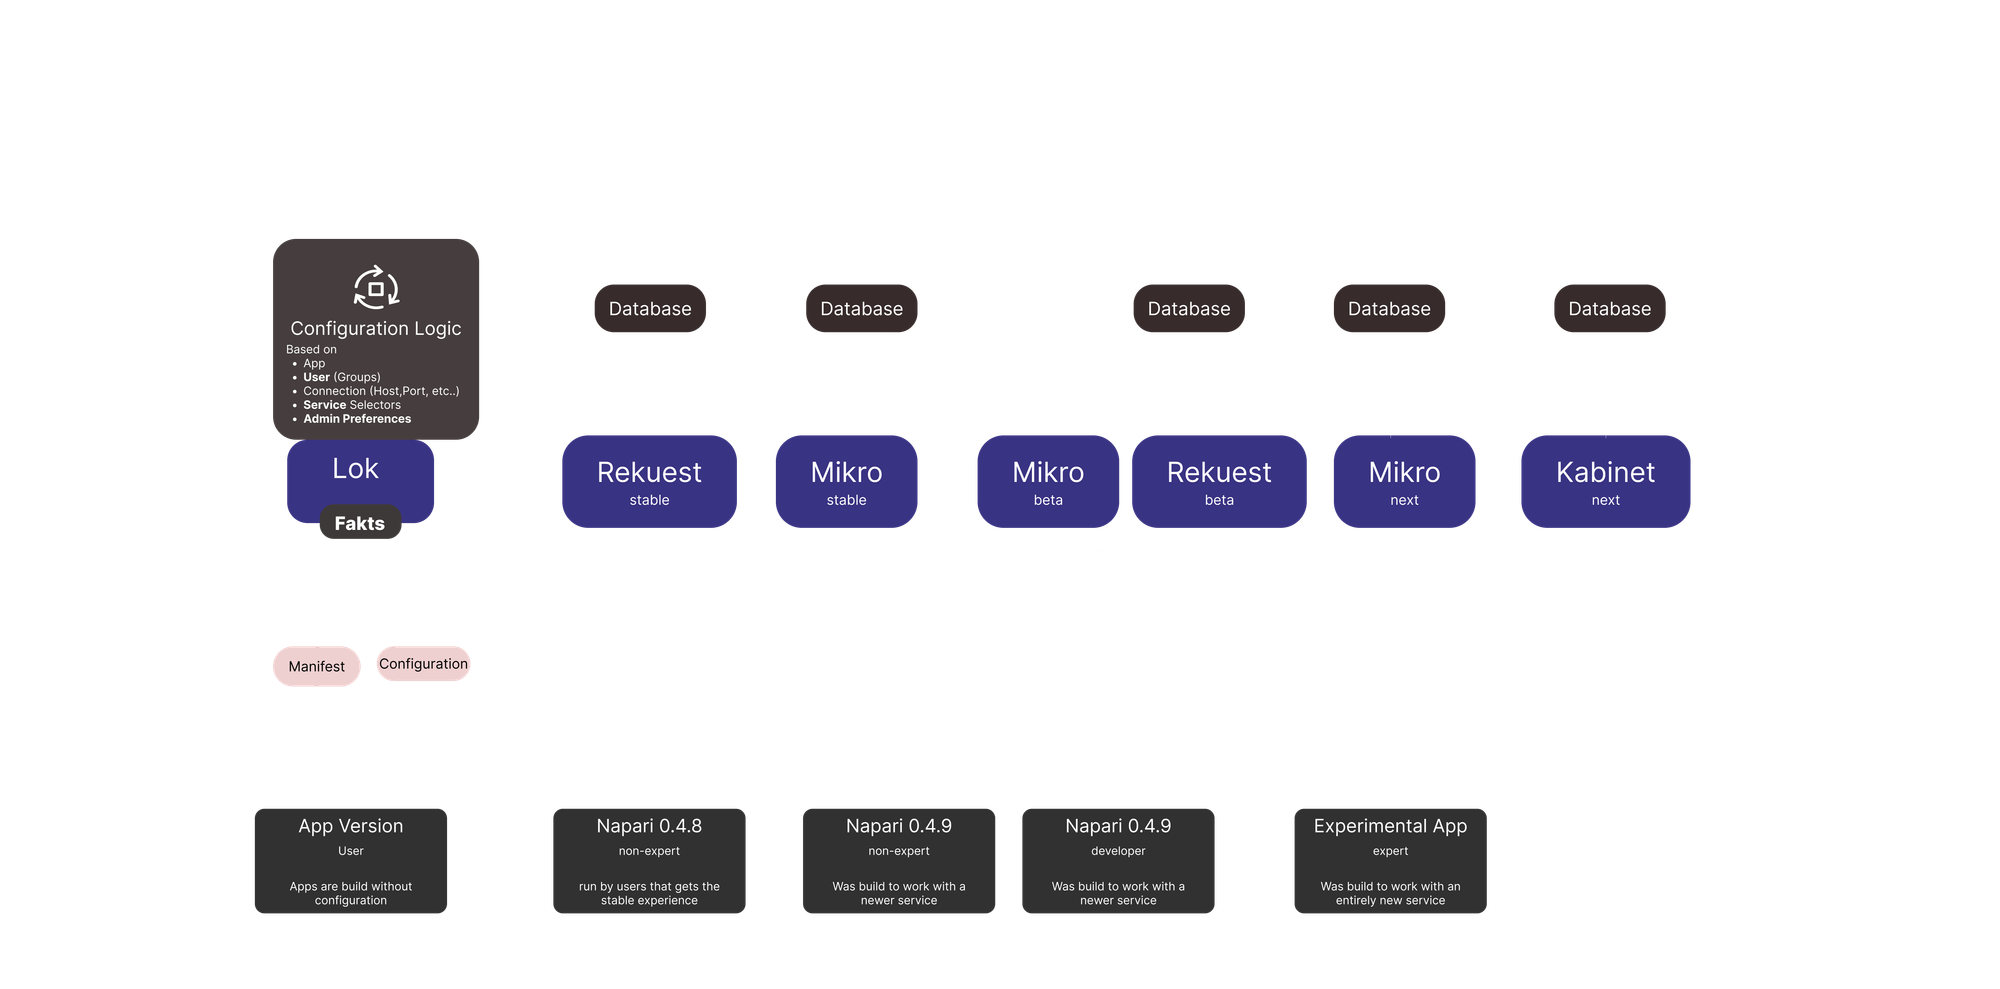 Configuration Logic
Based on
• App
• User (Groups)
• Connection (Host,Port, etc..)
• Service Selectors
• Admin Preferences
Database
Database
Database
Database
Database
Lok
Fakts
Rekuest
stable
Mikro
stable
Mikro
beta
Rekuest
beta
Mikro
next
Kabinet
next
Manifest
Configuration
App Version
User
Apps are build without
configuration
Napari 0.4.8
non-expert
run by users that gets the
stable experience
Napari 0.4.9
non-expert
Was build to work with a
newer service
Napari 0.4.9
developer
Was build to work with a
newer service
Experimental App
expert
Was build to work with an
entirely new service